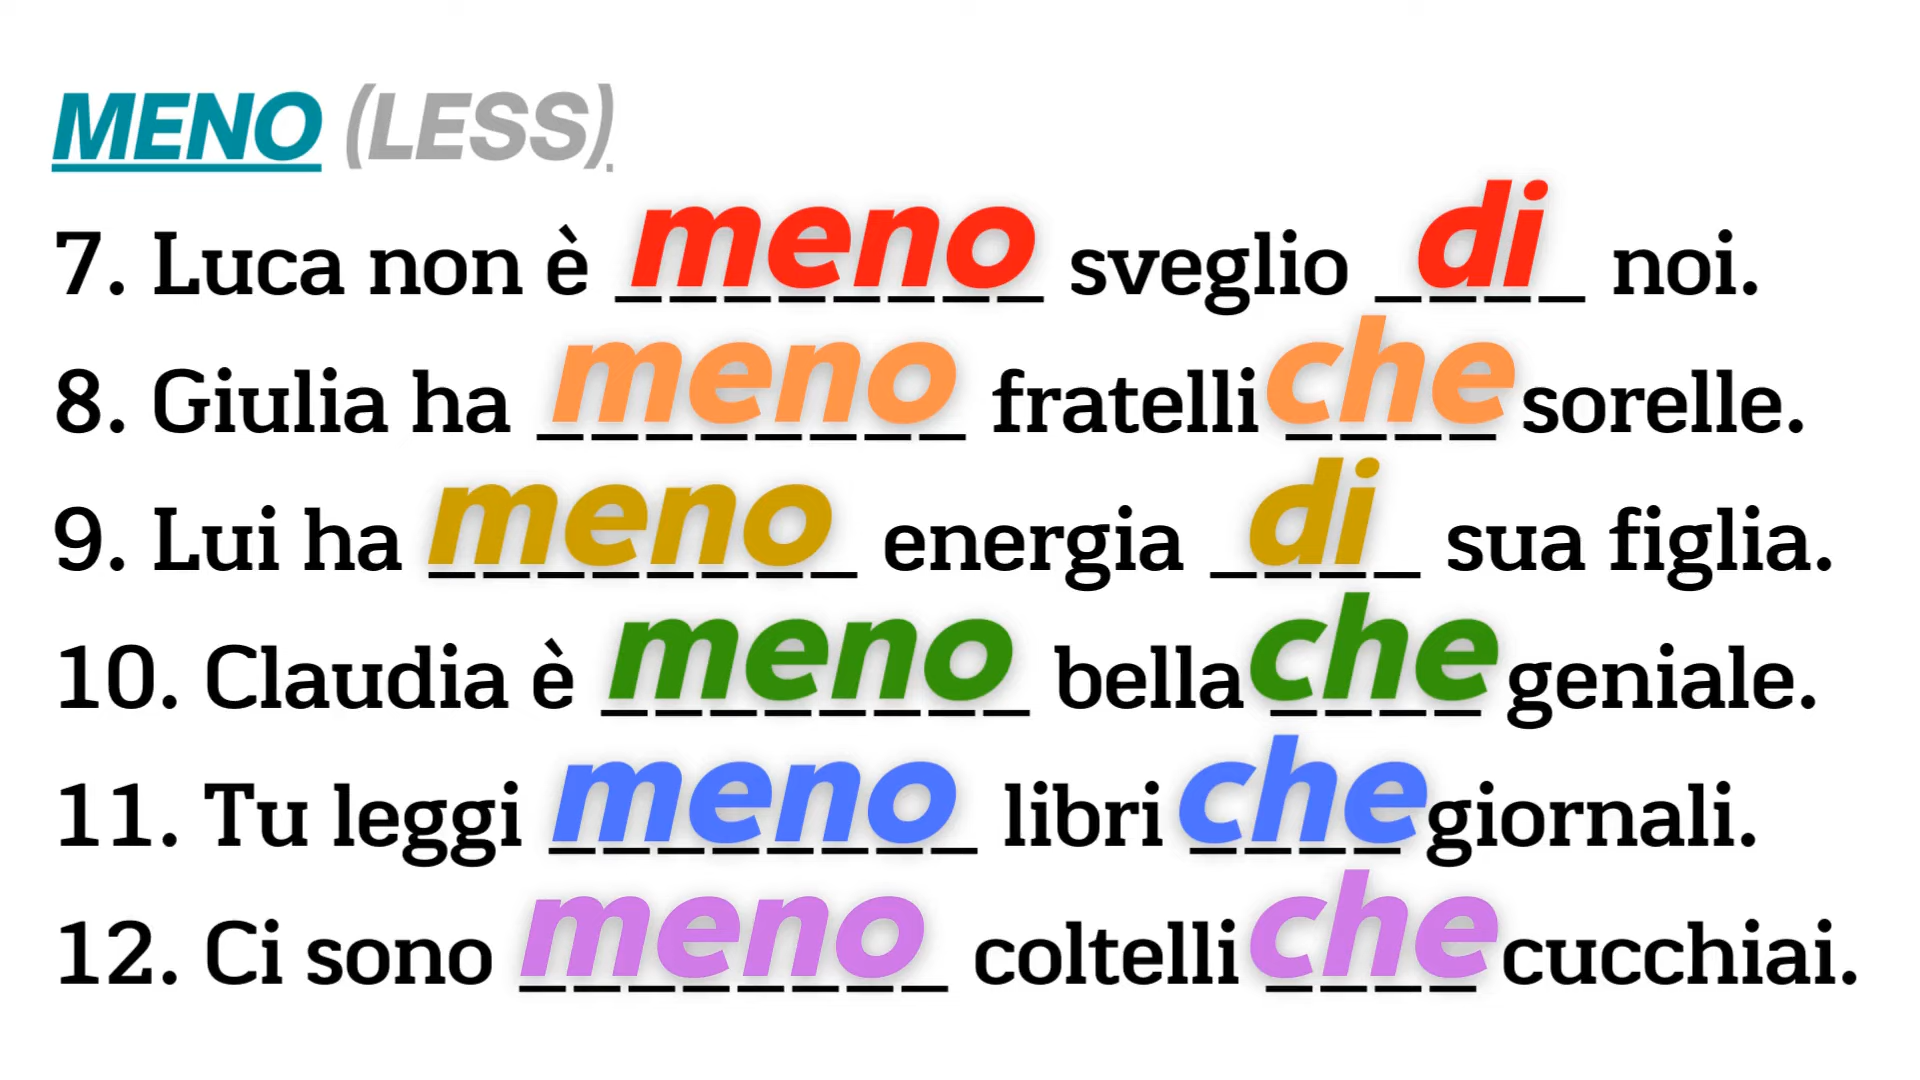 MENO (LESS).
7. Luca non è meno sveglio di noi.
8. Giulia ha meno fratelli che sorelle.
9. Lui ha meno energia di sua figlia.
10. Claudia è meno bella che geniale.
11. Tu leggi meno libri che giornali.
12. Ci sono meno coltelli che cucchiai.